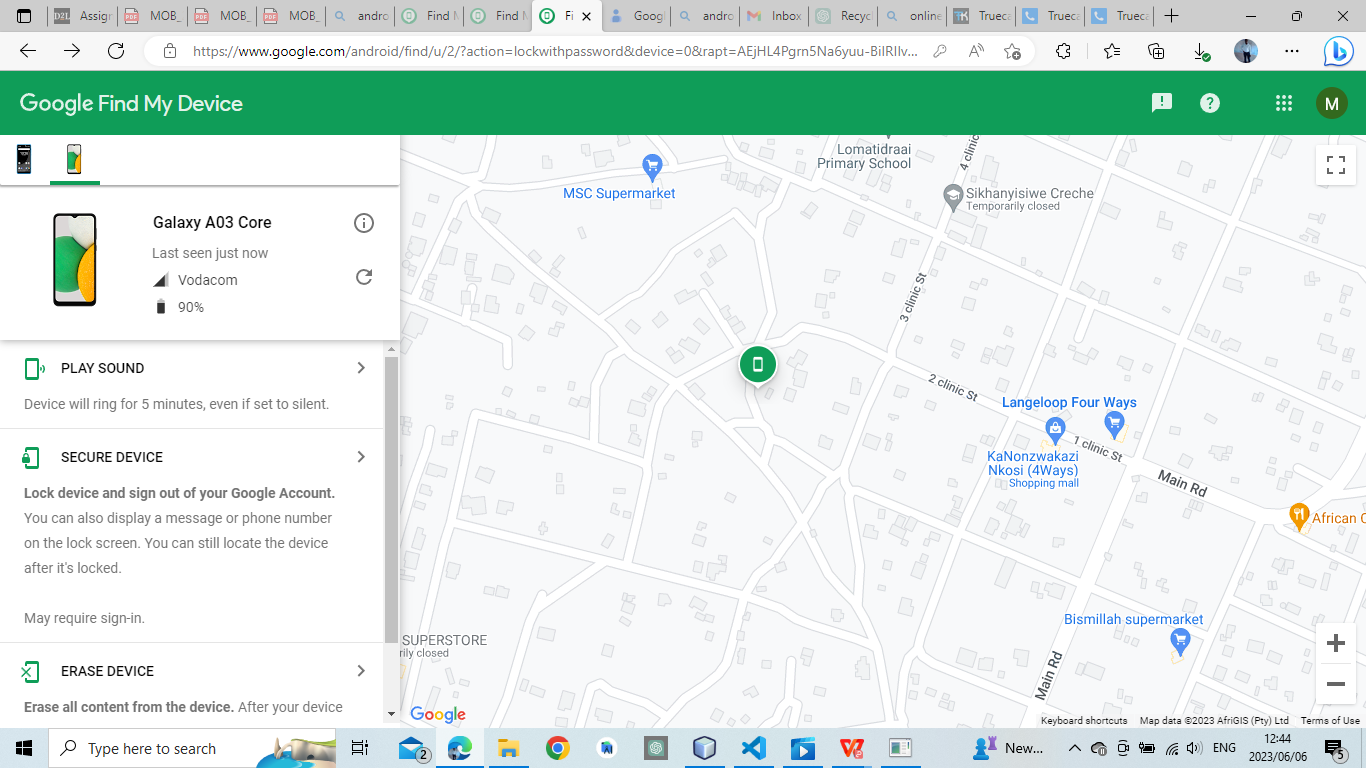 Assign
MOB_
MOB_
MOB_
andro
Find M
Find M
Fi
Googl
andro
Inbox
Recyc
online
Trueca
Trueca
Trueca
https://www.google.com/android/find/u/2/?action=lockwithpassword&device=0&rapt=AEjHL4Pgrn5Na6yuu-BiIRIIv...
Google Find My Device
M
Galaxy A03 Core
Last seen just now
Vodacom
90%
PLAY SOUND
Device will ring for 5 minutes, even if set to silent.
SECURE DEVICE
Lock device and sign out of your Google Account.
You can also display a message or phone number
on the lock screen. You can still locate the device
after it's locked.
May require sign-in.
ERASE DEVICE
Erase all content from the device. After your device
Lomatidraai
Primary School
4 clinic
MSC Supermarket
Sikhanyisiwe Creche
Temporarily closed
3 clinic St
2 clinic St
Langeloop Four Ways
1 clinic St
KaNonzwakazi
Nkosi (4Ways)
Shopping mall
Main Rd
African C
Bismillah supermarket
SUPERSTORE
rily closed
Main Rd
Google
Keyboard shortcuts
Map data ©2023 AfriGIS (Pty) Ltd
Terms of Use
Type here to search
2
New...
ENG
12:44
2023/06/06
5